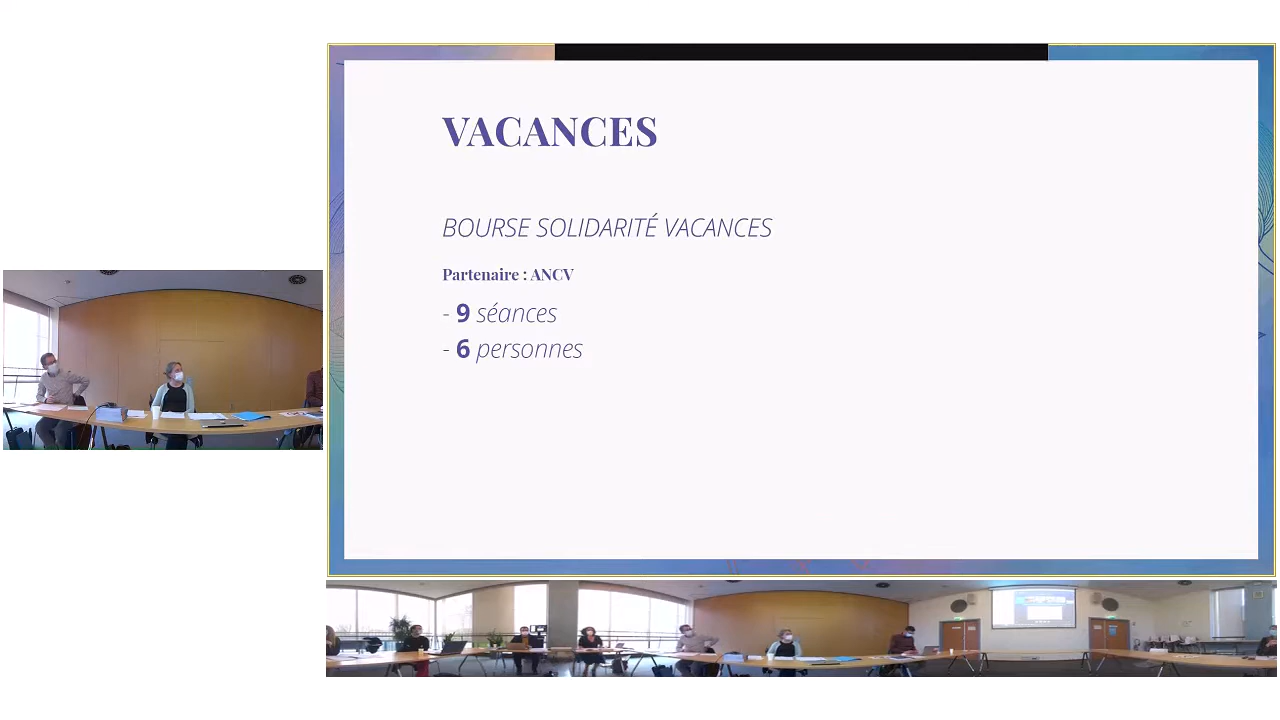 VACANCES
BOURSE SOLIDARITÉ VACANCES
Partenaire : ANCV
- 9 séances
- 6 personnes